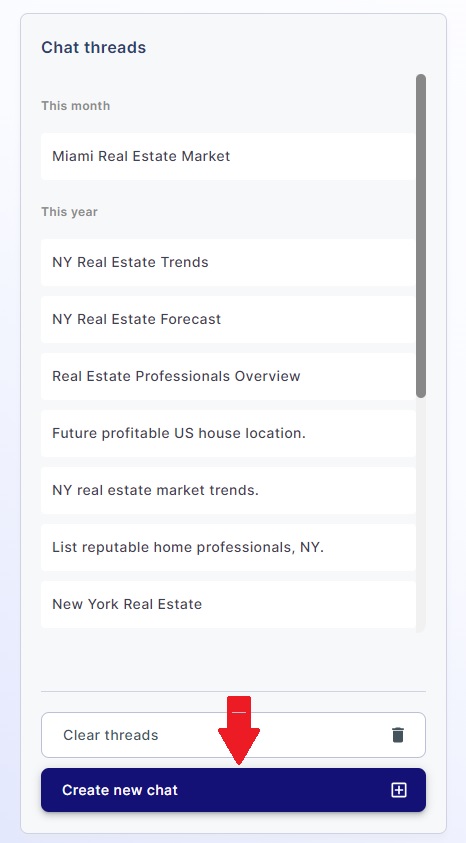 Chat threads
This month
Miami Real Estate Market
This year
NY Real Estate Trends
NY Real Estate Forecast
Real Estate Professionals Overview
Future profitable US house location.
NY real estate market trends.
List reputable home professionals, NY.
New York Real Estate
Clear threads
Create new chat